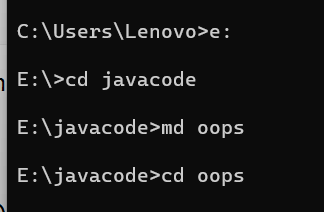 C:\Users\Lenovo>e:
E:\>cd javacode
E:\javacode>md oops
E:\javacode>cd oops